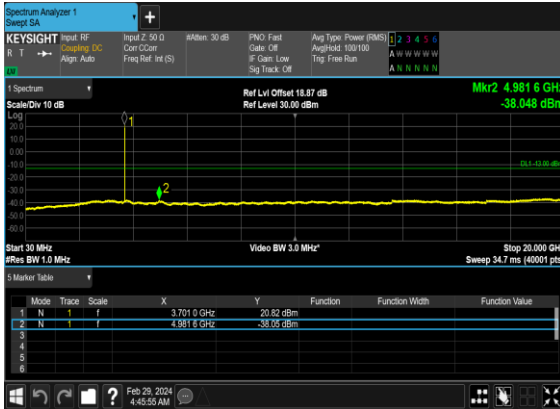 Spectrum Analyzer 1
Swept SA
+
KEYSIGHT
R T
LV
Input: RF
Coupling: DC
Align: Auto
Input Z: 50 Ω
Corr CCorr
Freq Ref: Int (S)
#Atten: 30 dB
PNO: Fast
Gate: Off
IF Gain: Low
Sig Track: Off
Avg Type: Power (RMS)
Avg|Hold: 100/100
Trig: Free Run
1 2 3 4 5 6
A W W W W W
A N N N N N
1 Spectrum
Scale/Div 10 dB
Ref Lvl Offset 18.87 dB
Ref Level 30.00 dBm
Mkr2 4.981 6 GHz
-38.048 dBm
Log
20.0
10.0
0.00
-10.0
-20.0
-30.0
-40.0
-50.0
-60.0
1
2
DL1 -13.00 dBm
Start 30 MHz
#Res BW 1.0 MHz
Video BW 3.0 MHz*
Stop 20.000 GH
Sweep 34.7 ms (40001 pts
5 Marker Table
Mode Trace Scale X Y Function Function Width Function Value
1 N 1 f 3.701 0 GHz 20.82 dBm
2 N 1 f 4.981 6 GHz -38.05 dBm
3
4
5
6
?
Feb 29, 2024
4:45:55 AM